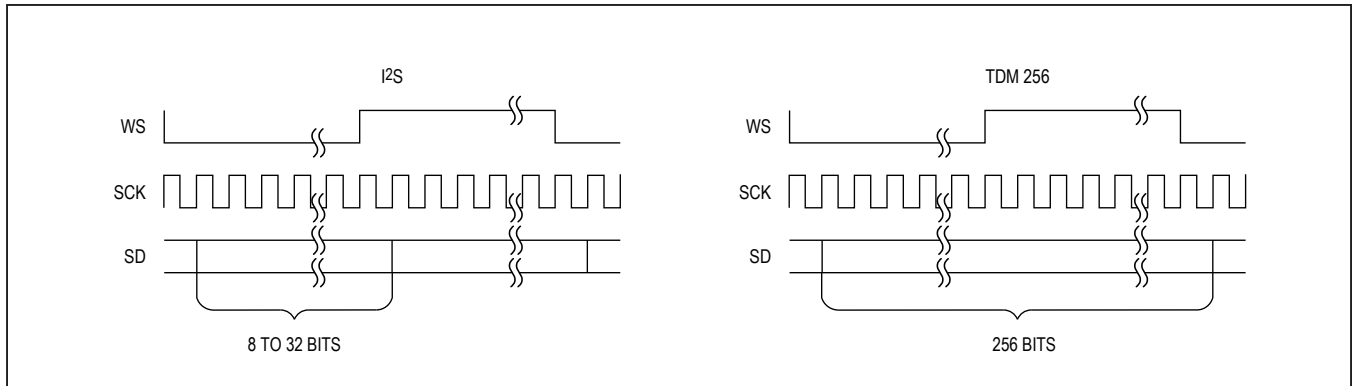 I2S
WS
SCK
SD
8 TO 32 BITS
TDM 256
WS
SCK
SD
256 BITS